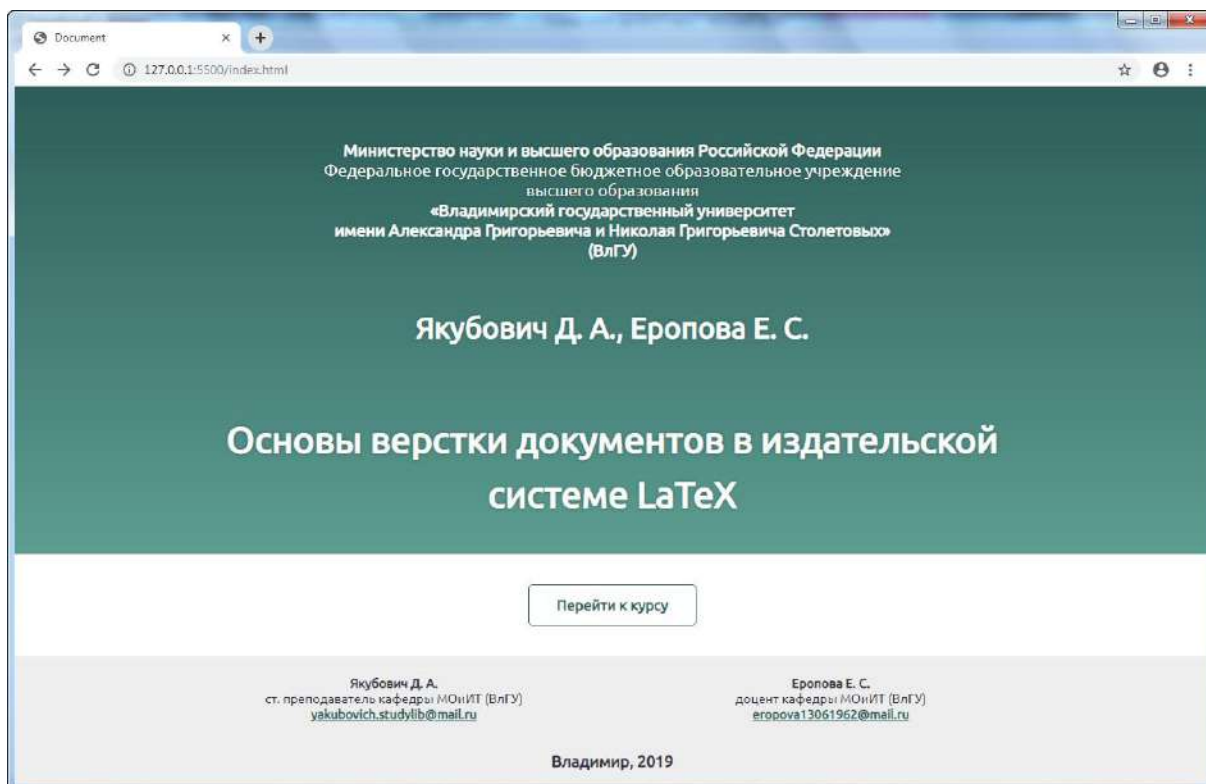 Document
127.0.0.1:5500/index.html
Министерство науки и высшего образования Российской Федерации
Федеральное государственное бюджетное образовательное учреждение
высшего образования
«Владимирский государственный университет
имени Александра Григорьевича и Николая Григорьевича Столетовых»
(ВлГУ)
Якубович Д. А., Еропова Е. С.
Основы верстки документов в издательской
системе LaTeX
Перейти к курсу
Якубович Д. А.
ст. преподаватель кафедры МОиИТ (ВлГУ)
yakubovich.studylib@mail.ru
Еропова Е. С.
доцент кафедры МОиИТ (ВлГУ)
eropova13061962@mail.ru
Владимир, 2019